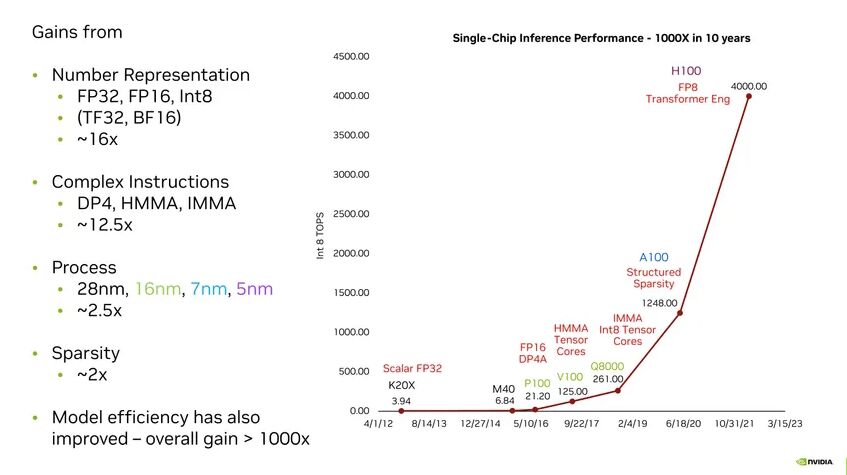 Gains from
• Number Representation
• FP32, FP16, Int8
• (TF32, BF16)
• ~16x
• Complex Instructions
• DP4, HMMA, IMMA
• ~12.5x
• Process
• 28nm, 16nm, 7nm, 5nm
• ~2.5x
• Sparsity
• ~2x
• Model efficiency has also
improved – overall gain > 1000x
Single-Chip Inference Performance - 1000X in 10 years
Int 8 TOPS
4500.00
4000.00
3500.00
3000.00
2500.00
2000.00
1500.00
1000.00
500.00
0.00
Scalar FP32
K20X
3.94
M40
6.84
FP16
DP4A
P100
21.20
HMMA
Tensor
Cores
V100
125.00
IMMA
Int8 Tensor
Cores
Q8000
261.00
A100
Structured
Sparsity
1248.00
H100
FP8
Transformer Eng
4000.00
4/1/12
8/14/13
12/27/14
5/10/16
9/22/17
2/4/19
6/18/20
10/31/21
3/15/23
NVIDIA